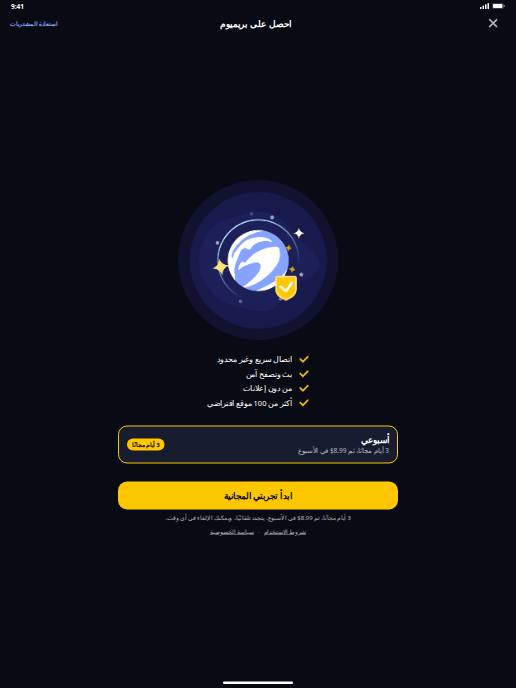 9:41
احصل على بريميوم
استعادة المشتريات
اتصال سريع وغير محدود
بث وتصفح آمن
من دون إعلانات
أكثر من 100 موقع افتراضي
أسبوعي
3 أيام مجانًا، ثم 8.99$ في الأسبوع
3 أيام مجانًا
ابدأ تجربتي المجانية
3 أيام مجانًا، ثم 8.99$ في الأسبوع. يتجدد تلقائيًا. ويمكنك الإلغاء في أي وقت.
شروط الاستخدام · سياسة الخصوصية